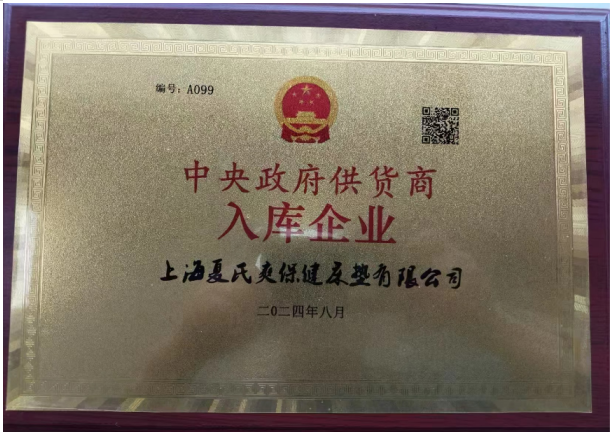 编号：A099
中央政府供货商
入库企业
上海夏氏爽保健床垫有限公司
二〇二四年八月